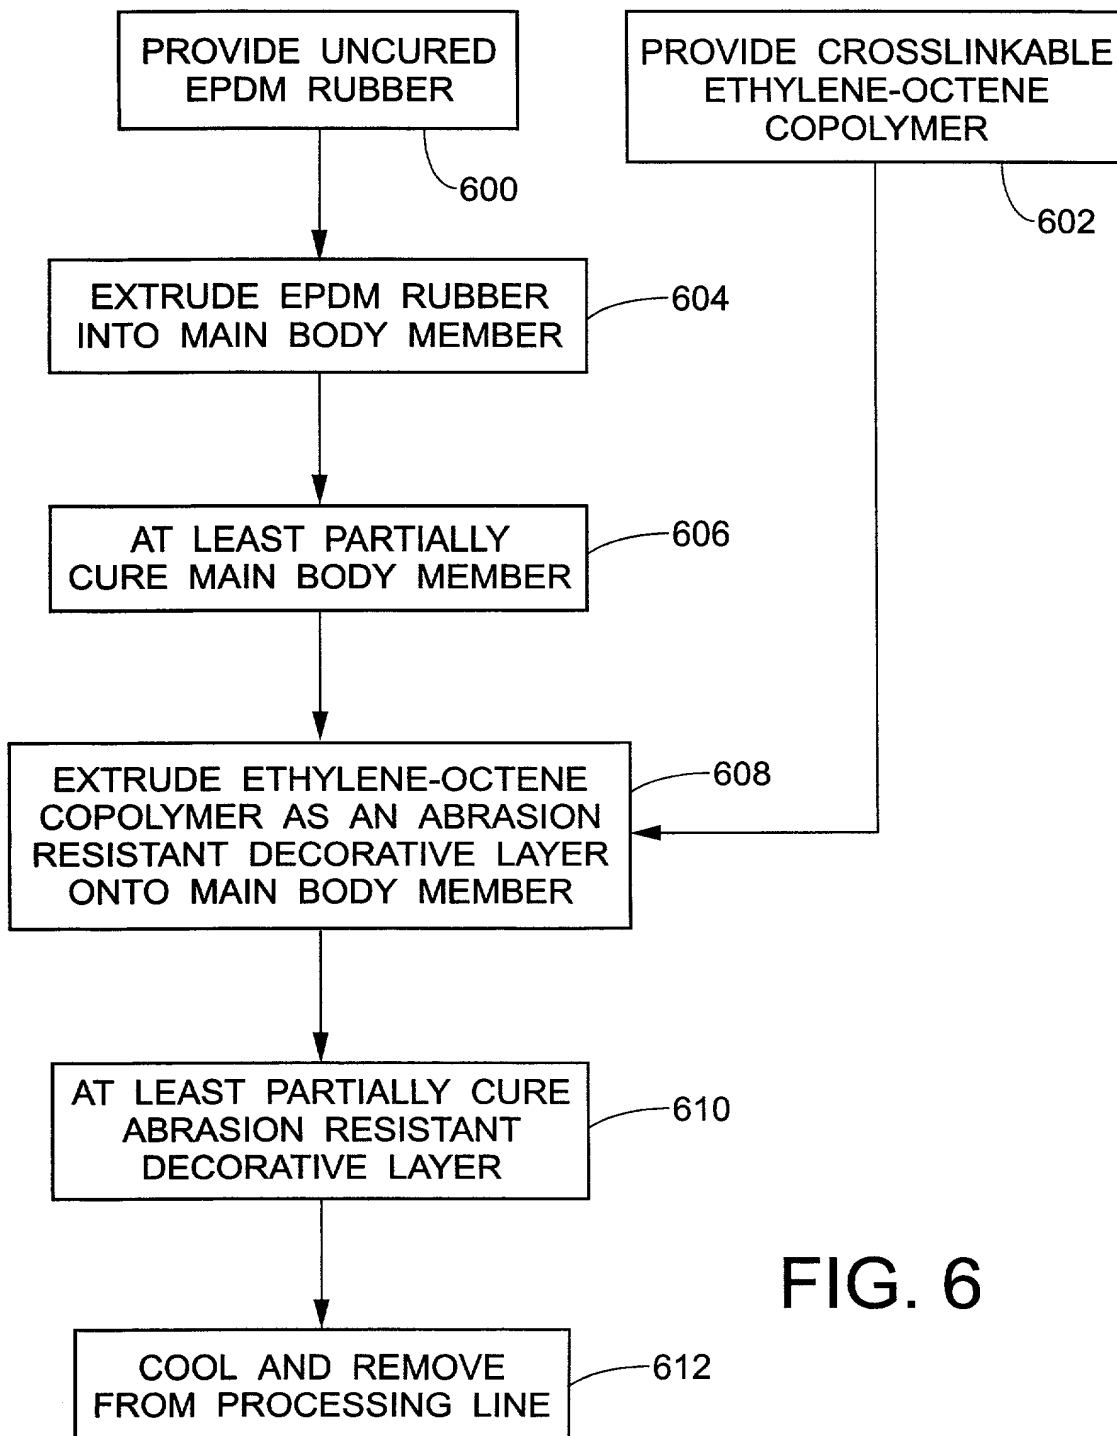 PROVIDE UNCURED
EPDM RUBBER
600
PROVIDE CROSSLINKABLE
ETHYLENE-OCTENE
COPOLYMER
602
EXTRUDE EPDM RUBBER
INTO MAIN BODY MEMBER
604
AT LEAST PARTIALLY
CURE MAIN BODY MEMBER
606
EXTRUDE ETHYLENE-OCTENE
COPOLYMER AS AN ABRASION
RESISTANT DECORATIVE LAYER
ONTO MAIN BODY MEMBER
608
AT LEAST PARTIALLY CURE
ABRASION RESISTANT
DECORATIVE LAYER
610
COOL AND REMOVE
FROM PROCESSING LINE
612
FIG. 6